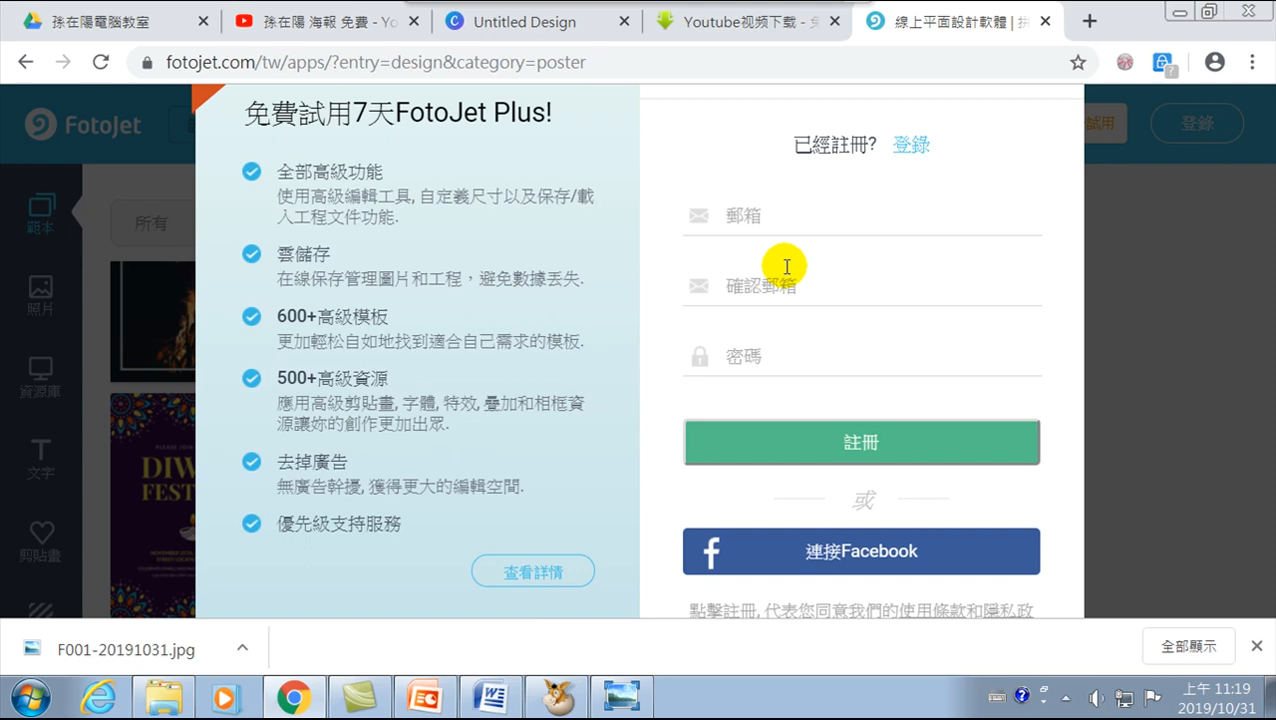 孫在陽電腦教室
孫在陽 海報 免費 - Yo
Untitled Design
Youtube视频下载 -
線上平面設計軟體 | 拼
fotojet.com/tw/apps/?entry=design&category=poster
FotoJet
試用
登錄
免費試用7天FotoJet Plus!
全部高級功能
使用高級編輯工具, 自定義尺寸以及保存/載
入工程文件功能.
雲儲存
在線保存管理圖片和工程，避免數據丟失.
600+高級模板
更加輕松自如地找到適合自己需求的模板.
500+高級資源
應用高級剪貼畫, 字體, 特效, 疊加和相框資
源讓妳的創作更加出眾.
去掉廣告
無廣告幹擾, 獲得更大的編輯空間.
優先級支持服務
查看詳情
已經註冊? 登錄
郵箱
確認郵箱
密碼
註冊
或
f 連接Facebook
點擊註冊, 代表您同意我們的使用條款和隱私政
範本
照片
資源庫
文字
剪貼畫
所有
DIW
FEST
F001-20191031.jpg
全部顯示
上午 11:19
2019/10/31